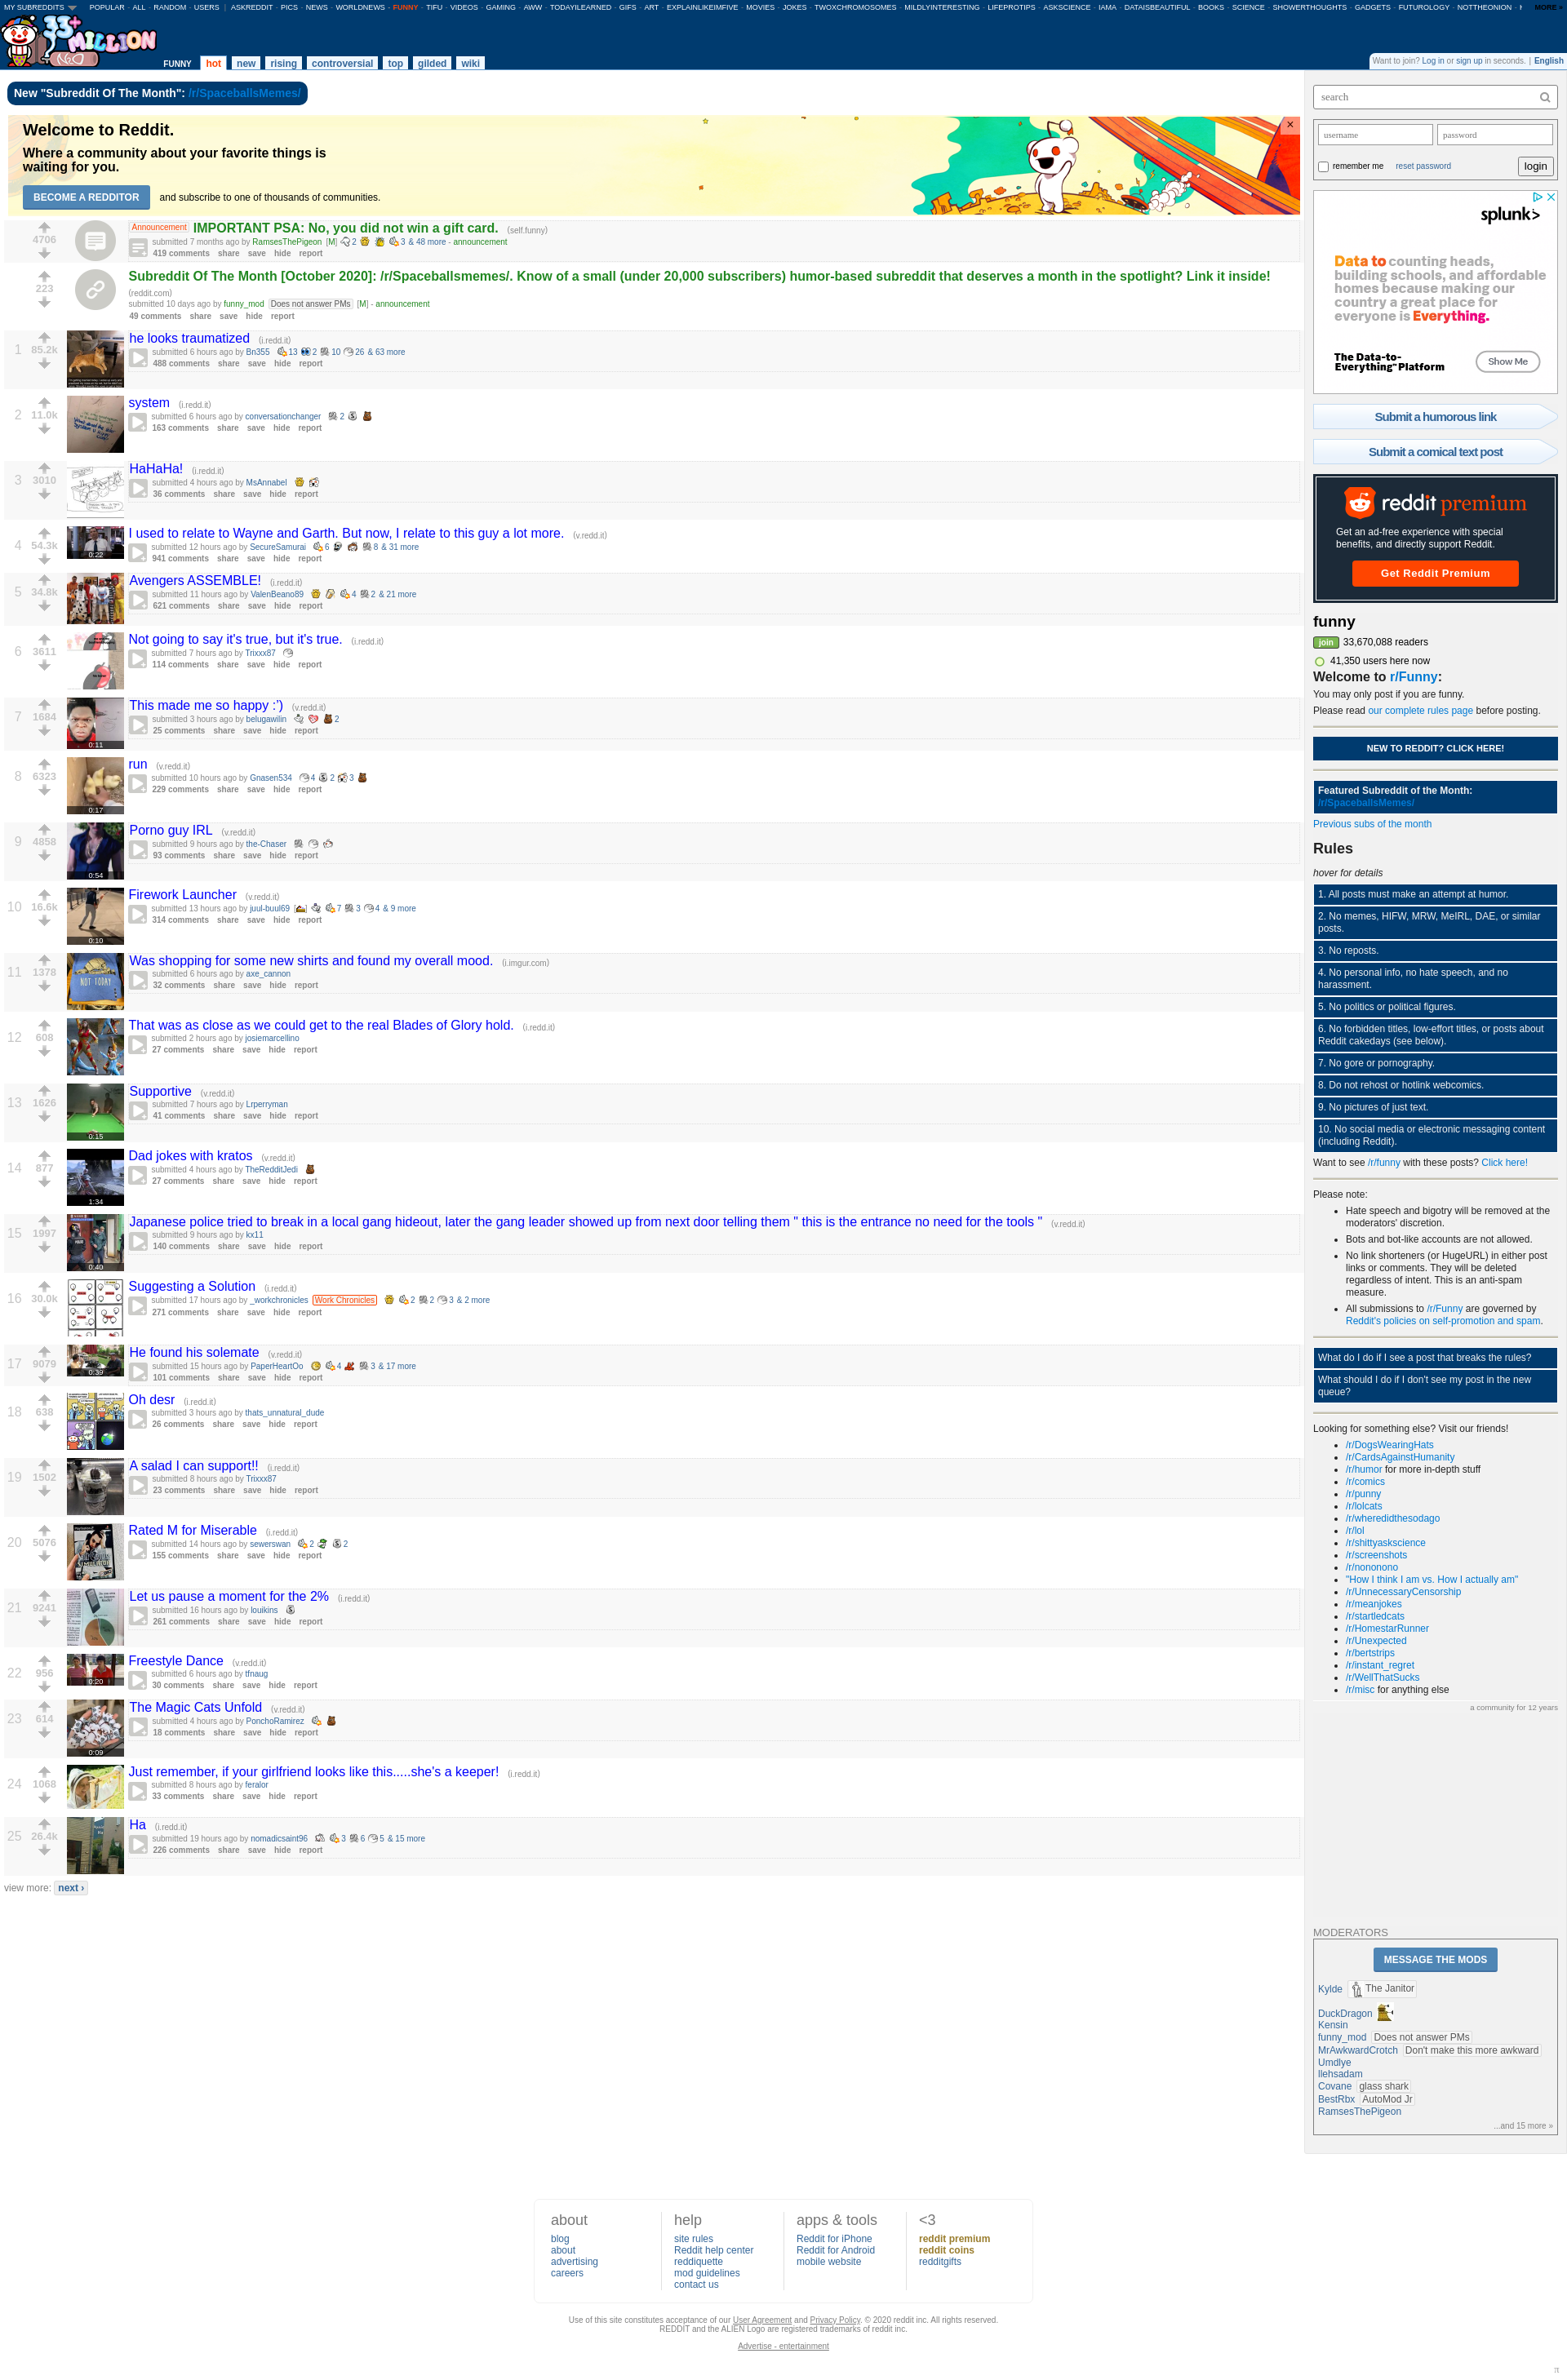 MY SUBREDDITS POPULAR - ALL - RANDOM - USERS | ASKREDDIT - PICS - NEWS - WORLDNEWS - FUNNY - TIFU - VIDEOS - GAMING - AWW - TODAYILEARNED - GIFS - ART - EXPLAINLIKEIMFIVE - MOVIES - JOKES - TWOXCHROMOSOMES - MILDLYINTERESTING - LIFEPROTIPS - ASKSCIENCE - IAMA - DATAISBEAUTIFUL - BOOKS - SCIENCE - SHOWERTHOUGHTS - GADGETS - FUTUROLOGY - NOTTHEONION - MORE »
33+ MILLION
FUNNY hot new rising controversial top gilded wiki
Want to join? Log in or sign up in seconds. | English
New "Subreddit Of The Month": /r/SpaceballsMemes/
Welcome to Reddit.
Where a community about your favorite things is
waiting for you.
BECOME A REDDITOR and subscribe to one of thousands of communities.
4706
Announcement IMPORTANT PSA: No, you did not win a gift card. (self.funny)
submitted 7 months ago by RamsesThePigeon [M] 2 3 & 48 more - announcement
419 comments share save hide report
223
Subreddit Of The Month [October 2020]: /r/Spaceballsmemes/. Know of a small (under 20,000 subscribers) humor-based subreddit that deserves a month in the spotlight? Link it inside!
(reddit.com)
submitted 10 days ago by funny_mod Does not answer PMs [M] - announcement
49 comments share save hide report
1 85.2k
he looks traumatized (i.redd.it)
submitted 6 hours ago by Bn355 13 2 10 26 & 63 more
488 comments share save hide report
2 11.0k
system (i.redd.it)
submitted 6 hours ago by conversationchanger 2
163 comments share save hide report
3 3010
HaHaHa! (i.redd.it)
submitted 4 hours ago by MsAnnabel
36 comments share save hide report
4 54.3k
0:22
I used to relate to Wayne and Garth. But now, I relate to this guy a lot more. (v.redd.it)
submitted 12 hours ago by SecureSamurai 6 8 & 31 more
941 comments share save hide report
5 34.8k
Avengers ASSEMBLE! (i.redd.it)
submitted 11 hours ago by ValenBeano89 4 2 & 21 more
621 comments share save hide report
6 3611
Not going to say it's true, but it's true. (i.redd.it)
submitted 7 hours ago by Trixxx87
114 comments share save hide report
7 1684
0:11
This made me so happy :') (v.redd.it)
submitted 3 hours ago by belugawilin 2
25 comments share save hide report
8 6323
0:17
run (v.redd.it)
submitted 10 hours ago by Gnasen534 4 2 3
229 comments share save hide report
9 4858
0:54
Porno guy IRL (v.redd.it)
submitted 9 hours ago by the-Chaser
93 comments share save hide report
10 16.6k
0:10
Firework Launcher (v.redd.it)
submitted 13 hours ago by juul-buul69 7 3 4 & 9 more
314 comments share save hide report
11 1378
NOT TODAY
Was shopping for some new shirts and found my overall mood. (i.imgur.com)
submitted 6 hours ago by axe_cannon
32 comments share save hide report
12 608
That was as close as we could get to the real Blades of Glory hold. (i.redd.it)
submitted 2 hours ago by josiemarcellino
27 comments share save hide report
13 1626
0:15
Supportive (v.redd.it)
submitted 7 hours ago by Lrperryman
41 comments share save hide report
14 877
1:34
Dad jokes with kratos (v.redd.it)
submitted 4 hours ago by TheRedditJedi
27 comments share save hide report
15 1997
0:40
Japanese police tried to break in a local gang hideout, later the gang leader showed up from next door telling them " this is the entrance no need for the tools " (v.redd.it)
submitted 9 hours ago by kx11
140 comments share save hide report
16 30.0k
Suggesting a Solution (i.redd.it)
submitted 17 hours ago by _workchronicles Work Chronicles 2 2 3 & 2 more
271 comments share save hide report
17 9079
0:39
He found his solemate (v.redd.it)
submitted 15 hours ago by PaperHeartOo 4 3 & 17 more
101 comments share save hide report
18 638
Oh desr (i.redd.it)
submitted 3 hours ago by thats_unnatural_dude
26 comments share save hide report
19 1502
A salad I can support!! (i.redd.it)
submitted 8 hours ago by Trixxx87
23 comments share save hide report
20 5076
Rated M for Miserable (i.redd.it)
submitted 14 hours ago by sewerswan 2 2
155 comments share save hide report
21 9241
Let us pause a moment for the 2% (i.redd.it)
submitted 16 hours ago by louikins
261 comments share save hide report
22 956
0:20
Freestyle Dance (v.redd.it)
submitted 6 hours ago by tfnaug
30 comments share save hide report
23 614
0:09
The Magic Cats Unfold (v.redd.it)
submitted 4 hours ago by PonchoRamirez
18 comments share save hide report
24 1068
Just remember, if your girlfriend looks like this.....she's a keeper! (i.redd.it)
submitted 8 hours ago by feralor
33 comments share save hide report
25 26.4k
Ha (i.redd.it)
submitted 19 hours ago by nomadicsaint96 3 6 5 & 15 more
226 comments share save hide report
view more: next ›
search
username password
remember me reset password login
splunk>
Data to counting heads,
building schools, and affordable
homes because making our
country a great place for
everyone is Everything.
The Data-to-
Everything™ Platform
Show Me
Submit a humorous link
Submit a comical text post
reddit premium
Get an ad-free experience with special
benefits, and directly support Reddit.
Get Reddit Premium
funny
join 33,670,088 readers
41,350 users here now
Welcome to r/Funny:
You may only post if you are funny.
Please read our complete rules page before posting.
NEW TO REDDIT? CLICK HERE!
Featured Subreddit of the Month:
/r/SpaceballsMemes/
Previous subs of the month
Rules
hover for details
1. All posts must make an attempt at humor.
2. No memes, HIFW, MRW, MeIRL, DAE, or similar
posts.
3. No reposts.
4. No personal info, no hate speech, and no
harassment.
5. No politics or political figures.
6. No forbidden titles, low-effort titles, or posts about
Reddit cakedays (see below).
7. No gore or pornography.
8. Do not rehost or hotlink webcomics.
9. No pictures of just text.
10. No social media or electronic messaging content
(including Reddit).
Want to see /r/funny with these posts? Click here!
Please note:
Hate speech and bigotry will be removed at the
moderators' discretion.
Bots and bot-like accounts are not allowed.
No link shorteners (or HugeURL) in either post
links or comments. They will be deleted
regardless of intent. This is an anti-spam
measure.
All submissions to /r/Funny are governed by
Reddit's policies on self-promotion and spam.
What do I do if I see a post that breaks the rules?
What should I do if I don't see my post in the new
queue?
Looking for something else? Visit our friends!
/r/DogsWearingHats
/r/CardsAgainstHumanity
/r/humor for more in-depth stuff
/r/comics
/r/punny
/r/lolcats
/r/wheredidthesodago
/r/lol
/r/shittyaskscience
/r/screenshots
/r/nononono
"How I think I am vs. How I actually am"
/r/UnnecessaryCensorship
/r/meanjokes
/r/startledcats
/r/HomestarRunner
/r/Unexpected
/r/bertstrips
/r/instant_regret
/r/WellThatSucks
/r/misc for anything else
a community for 12 years
MODERATORS
MESSAGE THE MODS
Kylde The Janitor
DuckDragon
Kensin
funny_mod Does not answer PMs
MrAwkwardCrotch Don't make this more awkward
Umdlye
llehsadam
Covane glass shark
BestRbx AutoMod Jr
RamsesThePigeon
...and 15 more »
about
blog
about
advertising
careers
help
site rules
Reddit help center
reddiquette
mod guidelines
contact us
apps & tools
Reddit for iPhone
Reddit for Android
mobile website
<3
reddit premium
reddit coins
redditgifts
Use of this site constitutes acceptance of our User Agreement and Privacy Policy. © 2020 reddit inc. All rights reserved.
REDDIT and the ALIEN Logo are registered trademarks of reddit inc.
Advertise - entertainment
π